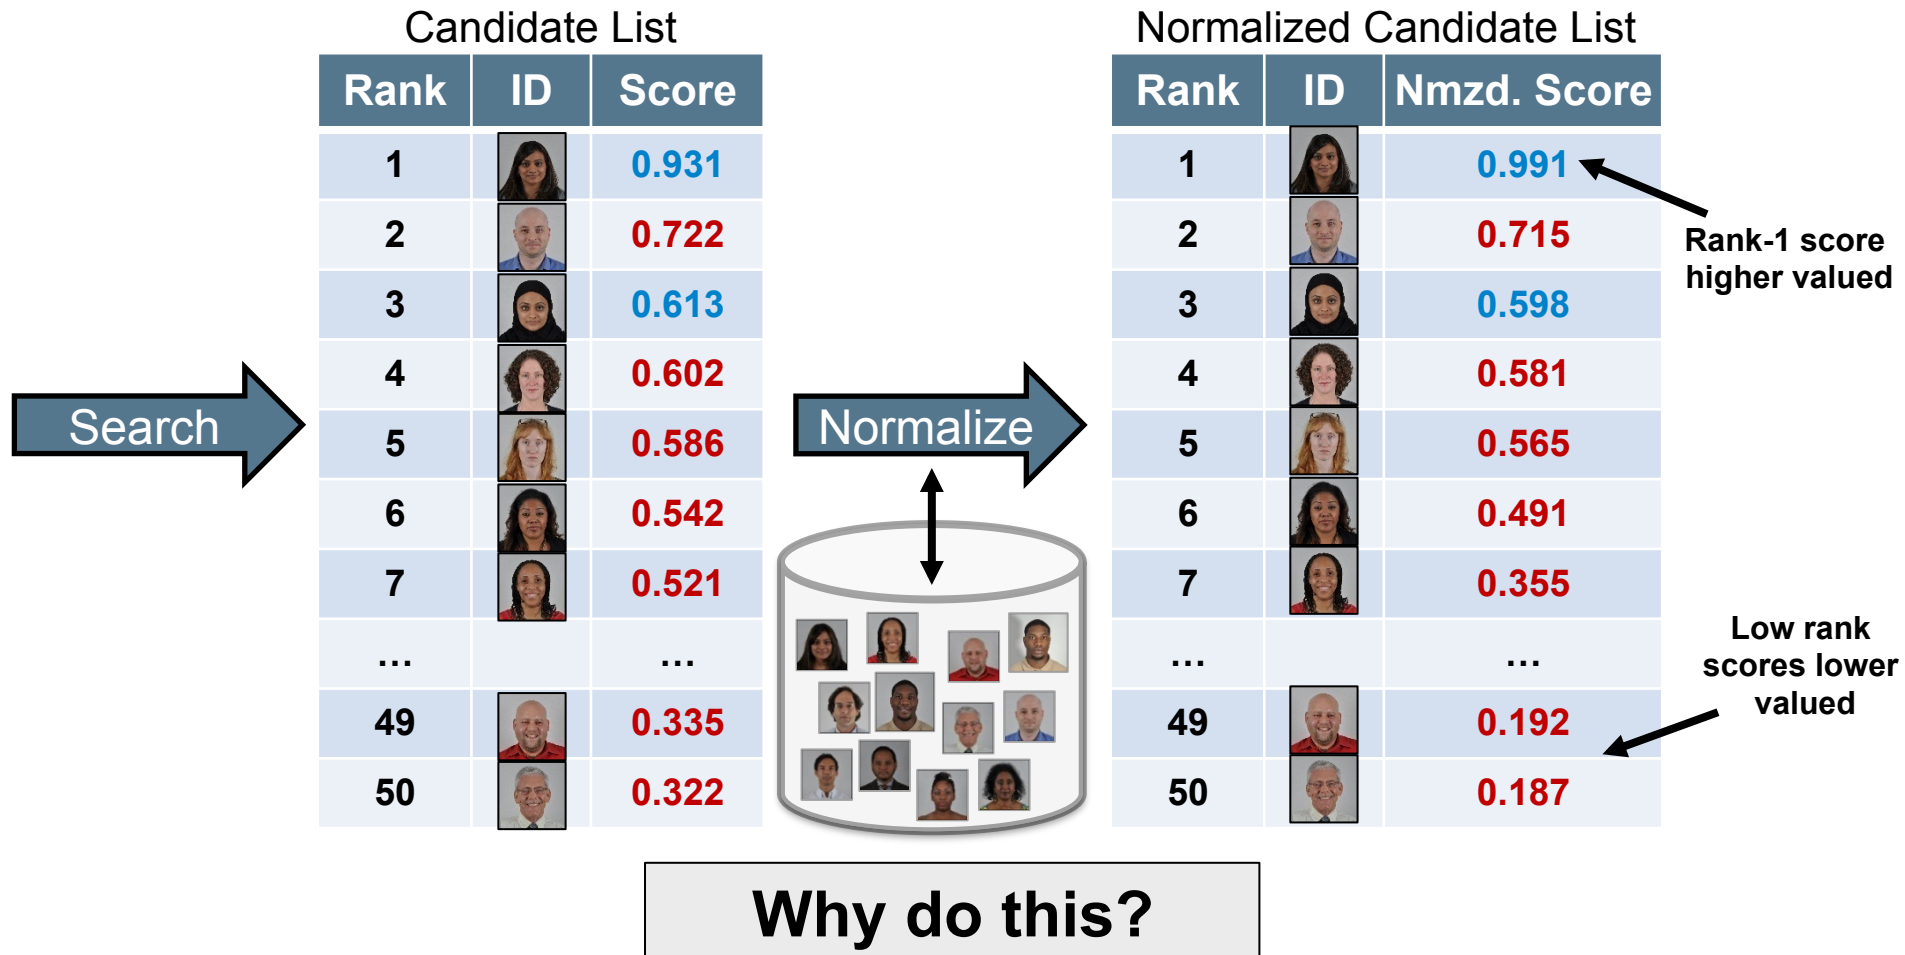 Candidate List
Rank ID Score
1 0.931
2 0.722
3 0.613
4 0.602
5 0.586
6 0.542
7 0.521
... ...
49 0.335
50 0.322
Search
Normalize
Normalized Candidate List
Rank ID Nmzd. Score
1 0.991
2 0.715
3 0.598
4 0.581
5 0.565
6 0.491
7 0.355
... ...
49 0.192
50 0.187
Rank-1 score
higher valued
Low rank
scores lower
valued
Why do this?